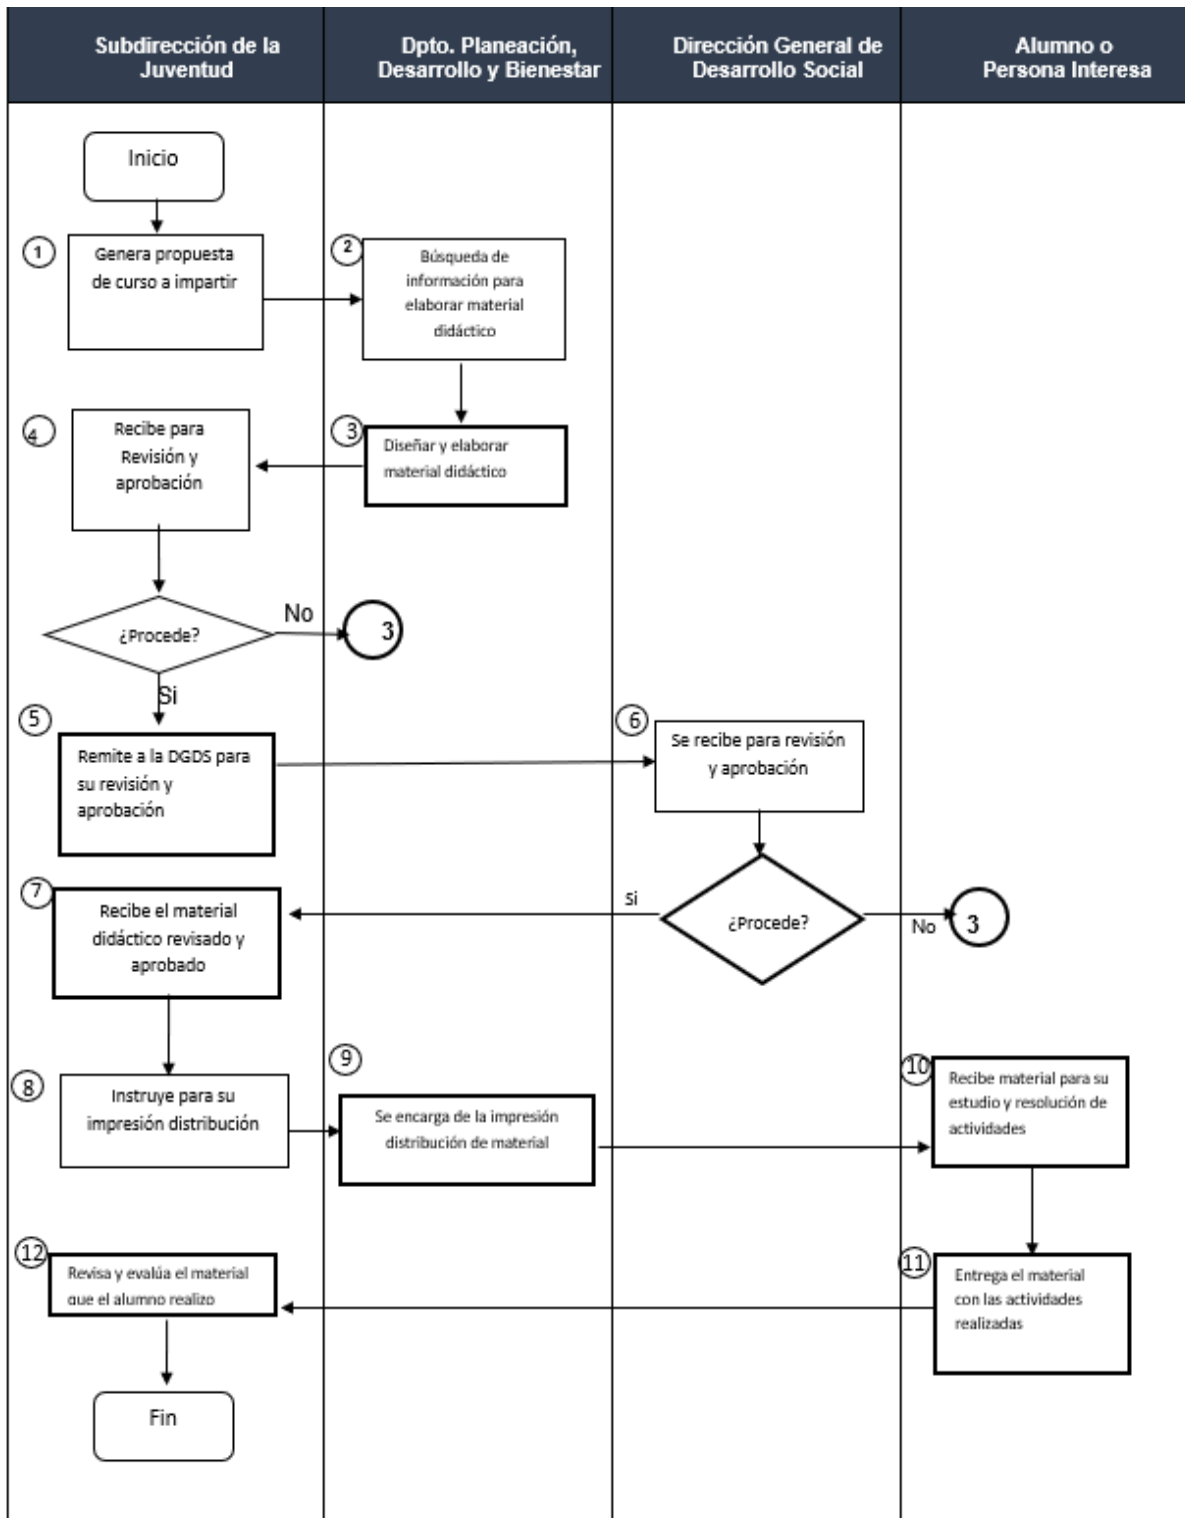 Subdirección de la
Juventud
Dpto. Planeación,
Desarrollo y Bienestar
Dirección General de
Desarrollo Social
Alumno o
Persona Interesa
Inicio
1
Genera propuesta
de curso a impartir
2
Búsqueda de
información para
elaborar material
didáctico
4
Recibe para
Revisión y
aprobación
3
Diseñar y elaborar
material didáctico
¿Procede?
No
3
Si
5
Remite a la DGDS para
su revisión y
aprobación
6
Se recibe para revisión
y aprobación
7
Recibe el material
didáctico revisado y
aprobado
Si
¿Procede?
No
3
8
Instruye para su
impresión distribución
9
Se encarga de la impresión
distribución de material
10
Recibe material para su
estudio y resolución de
actividades
12
Revisa y evalúa el material
que el alumno realizo
11
Entrega el material
con las actividades
realizadas
Fin